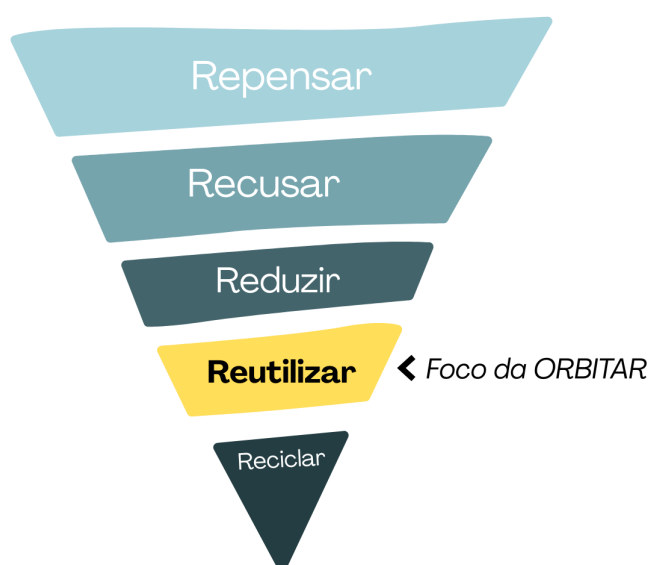 Repensar
Recusar
Reduzir
Reutilizar
Foco da ORBITAR
Reciclar